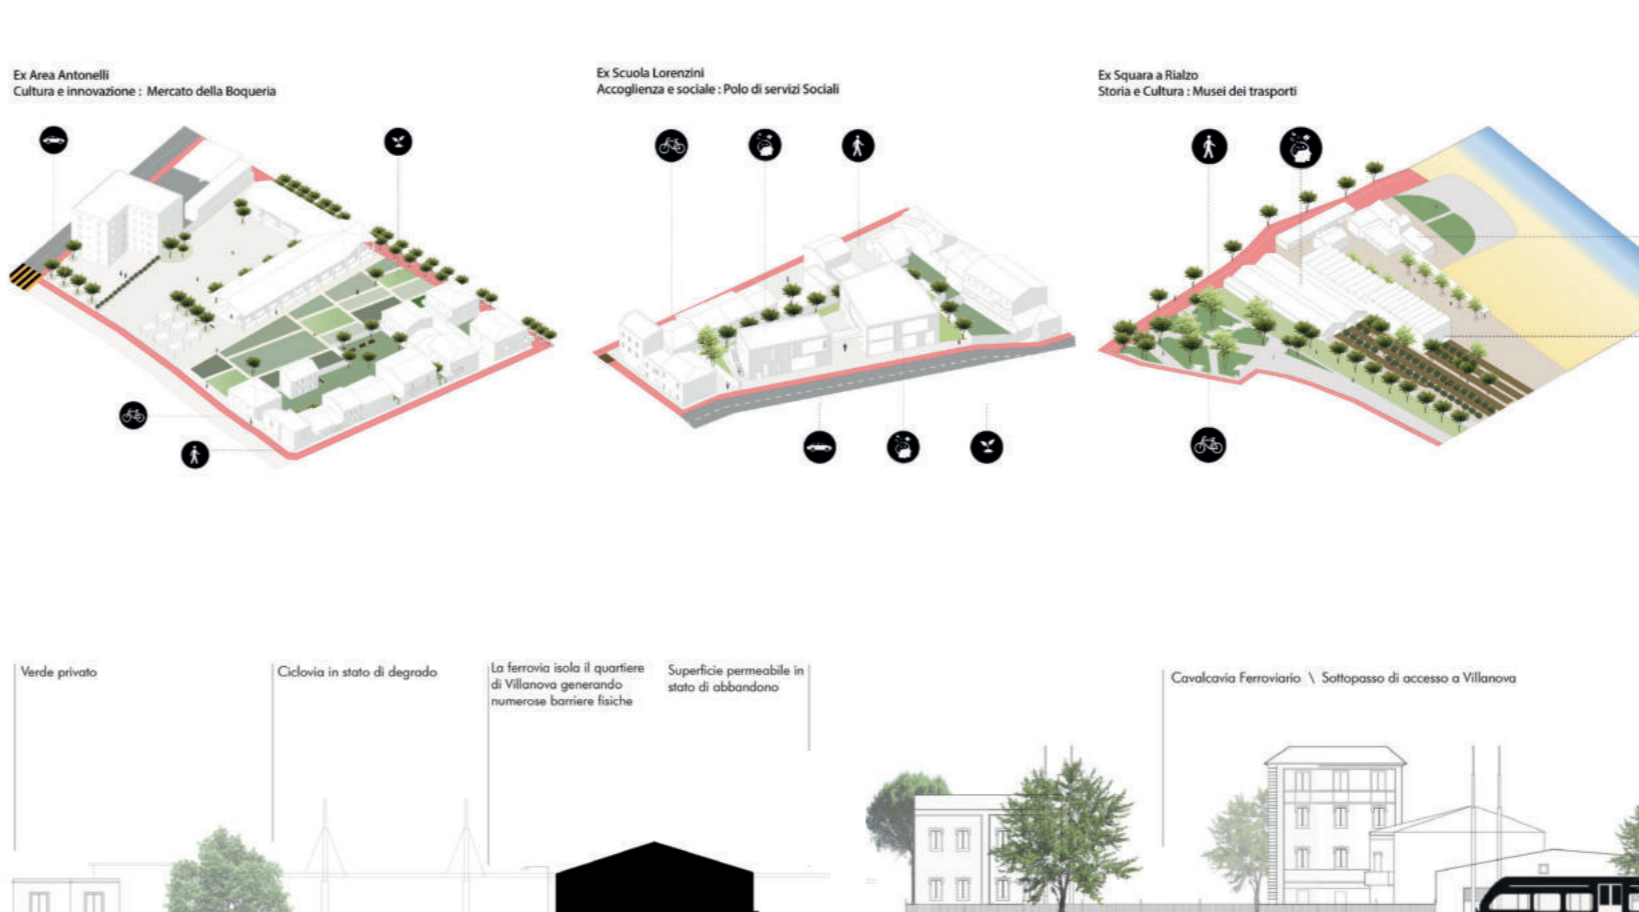 Ex Area Antonelli
Cultura e innovazione : Mercato della Boqueria
Ex Scuola Lorenzini
Accoglienza e sociale : Polo di servizi Sociali
Ex Squara a Rialzo
Storia e Cultura : Musei dei trasporti
Verde privato
Ciclovia in stato di degrado
La ferrovia isola il quartiere
di Villanova generando
numerose barriere fisiche
Superficie permeabile in
stato di abbandono
Cavalcavia Ferroviario \ Sottopasso di accesso a Villanova